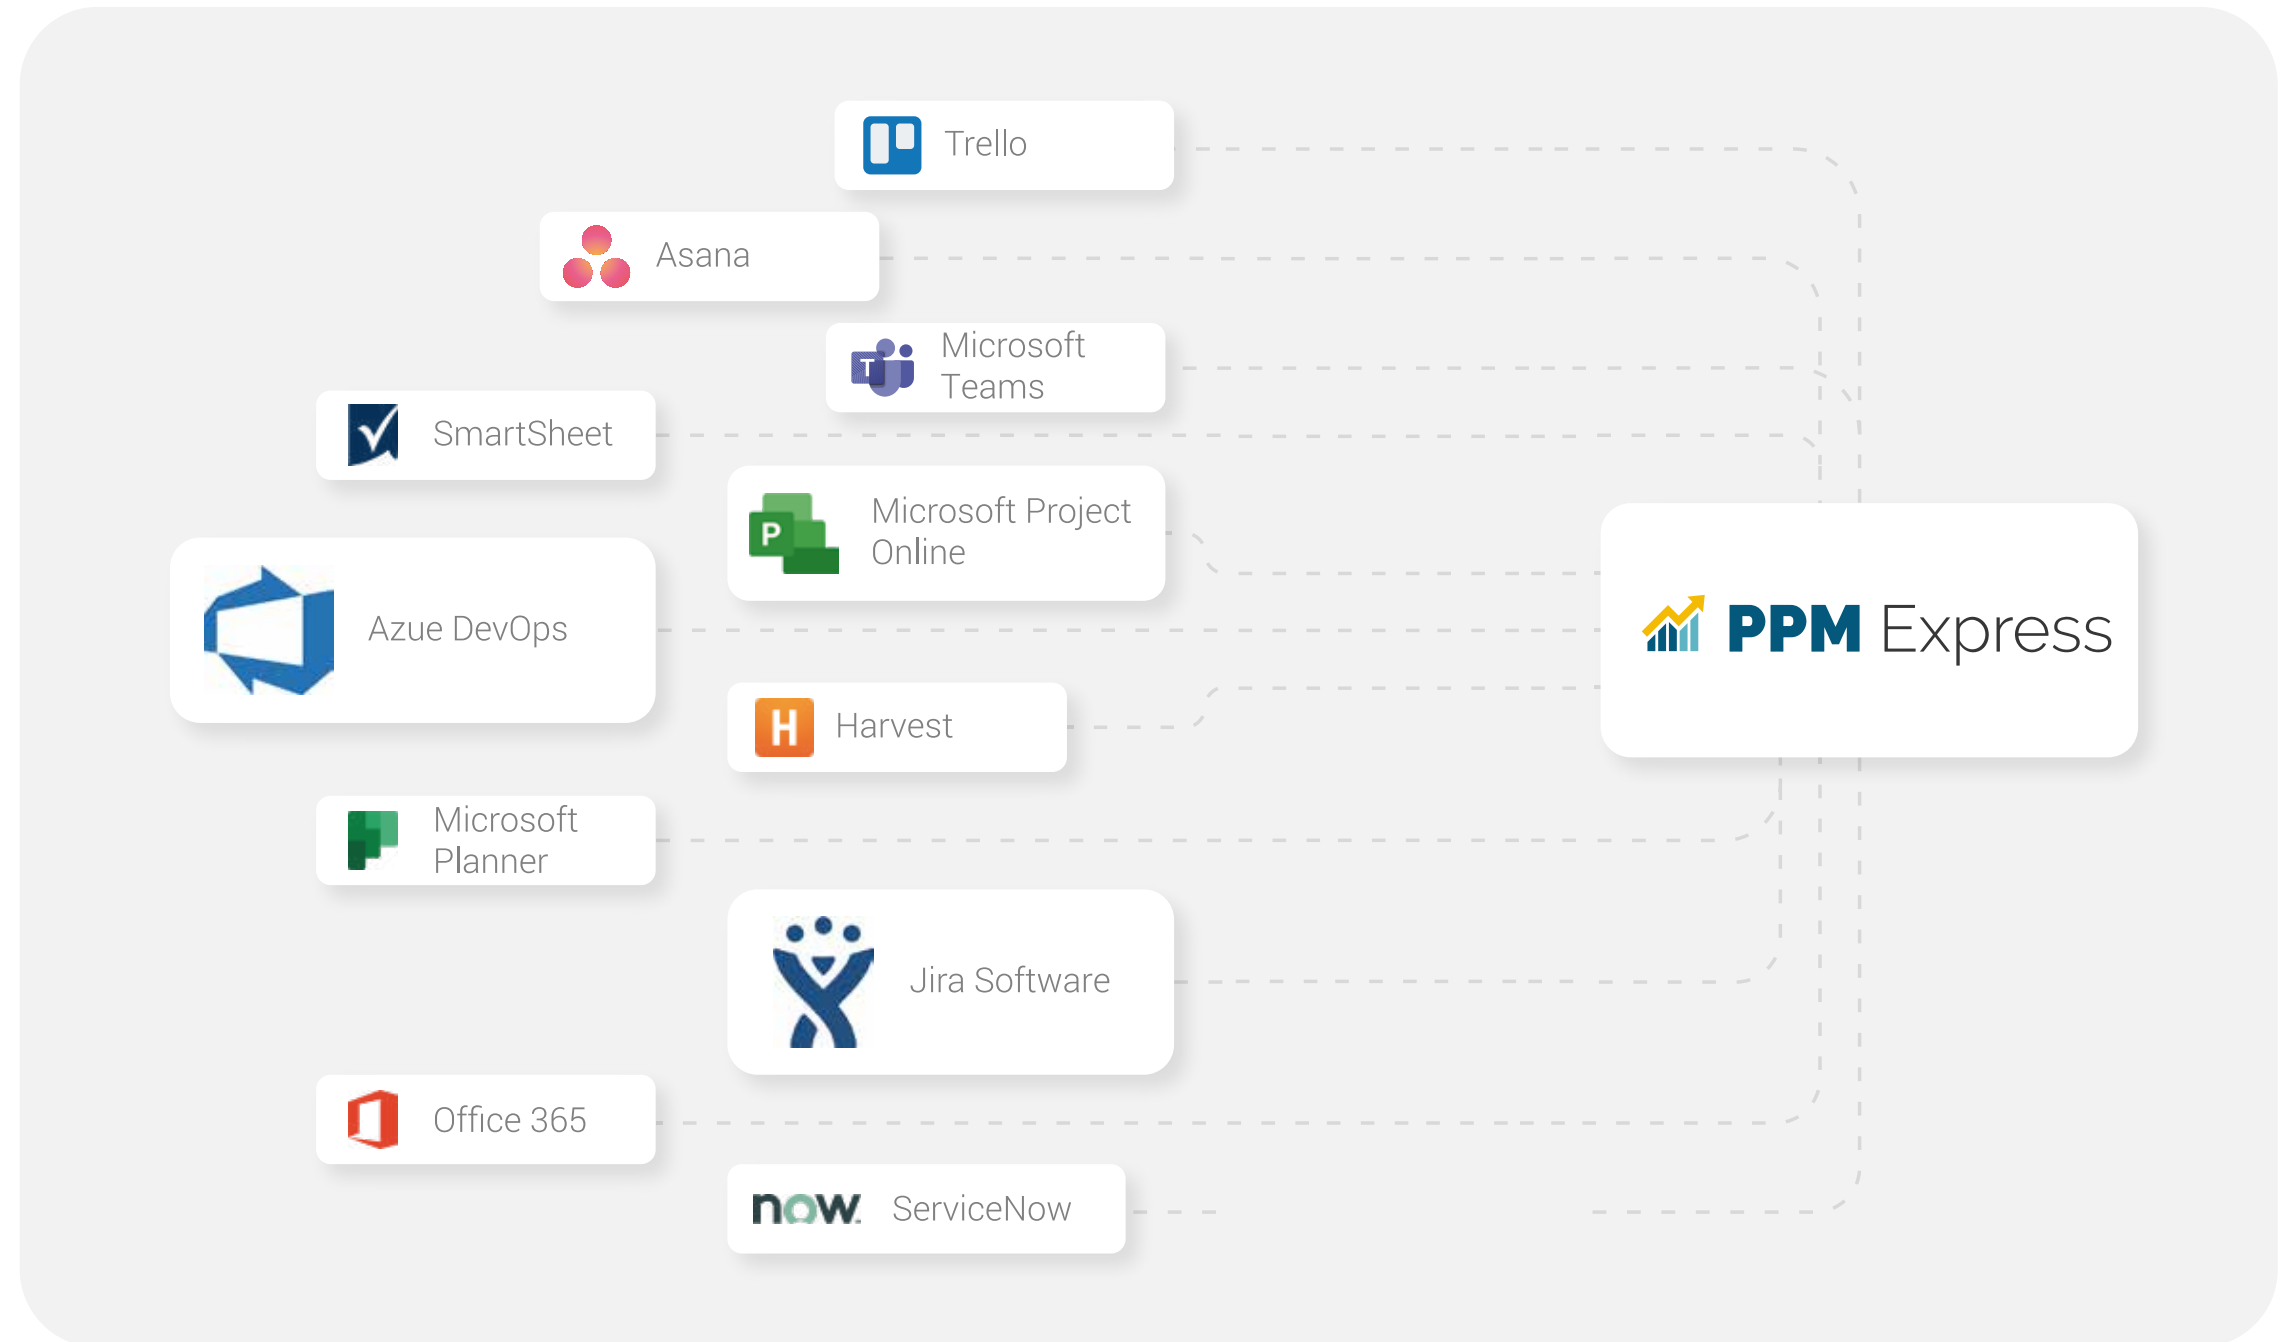 Trello
Asana
T
Microsoft
Teams
SmartSheet
P
Microsoft Project
Online
Azue DevOps
PPM Express
H
Harvest
Microsoft
Planner
Jira Software
Office 365
now.
ServiceNow